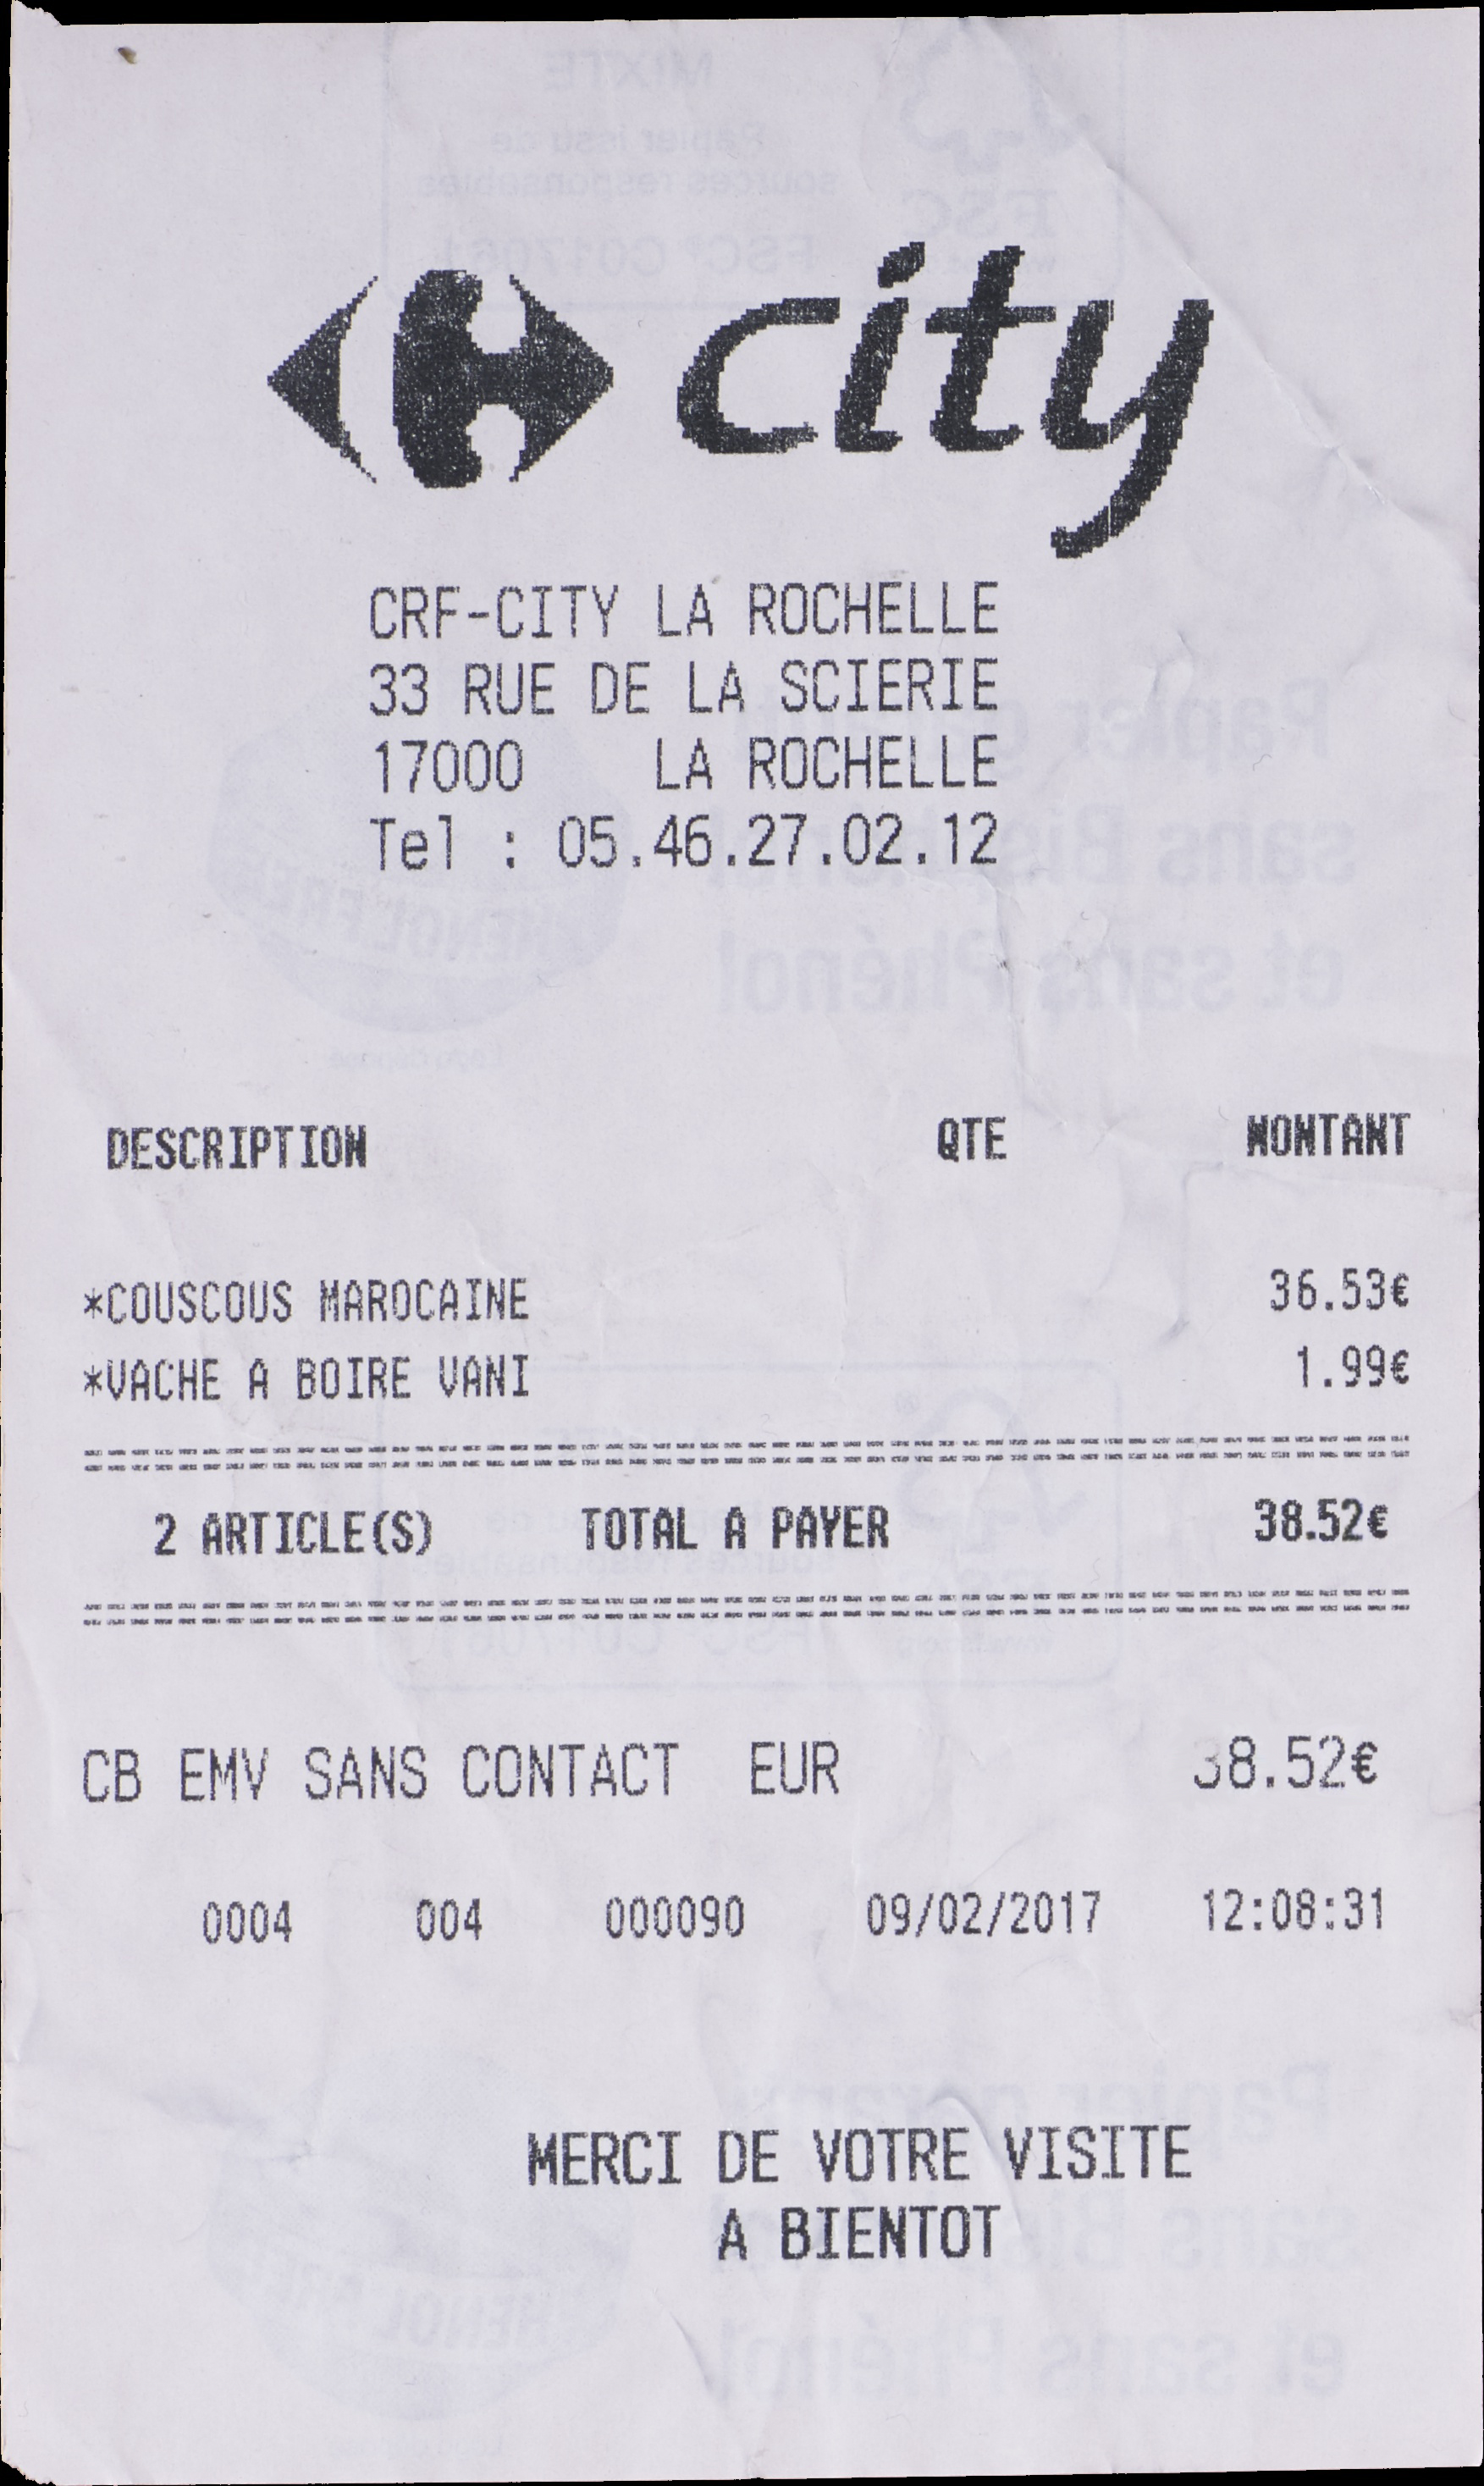 city
CRF-CITY LA ROCHELLE
33 RUE DE LA SCIERIE
17000 LA ROCHELLE
Tel : 05.46.27.02.12
DESCRIPTION QTE MONTANT
*COUSCOUS MAROCAINE 36.53€
*VACHE A BOIRE VANI 1.99€
2 ARTICLE(S) TOTAL A PAYER 38.52€
CB EMV SANS CONTACT EUR 38.52€
0004 004 000090 09/02/2017 12:08:31
MERCI DE VOTRE VISITE
A BIENTOT